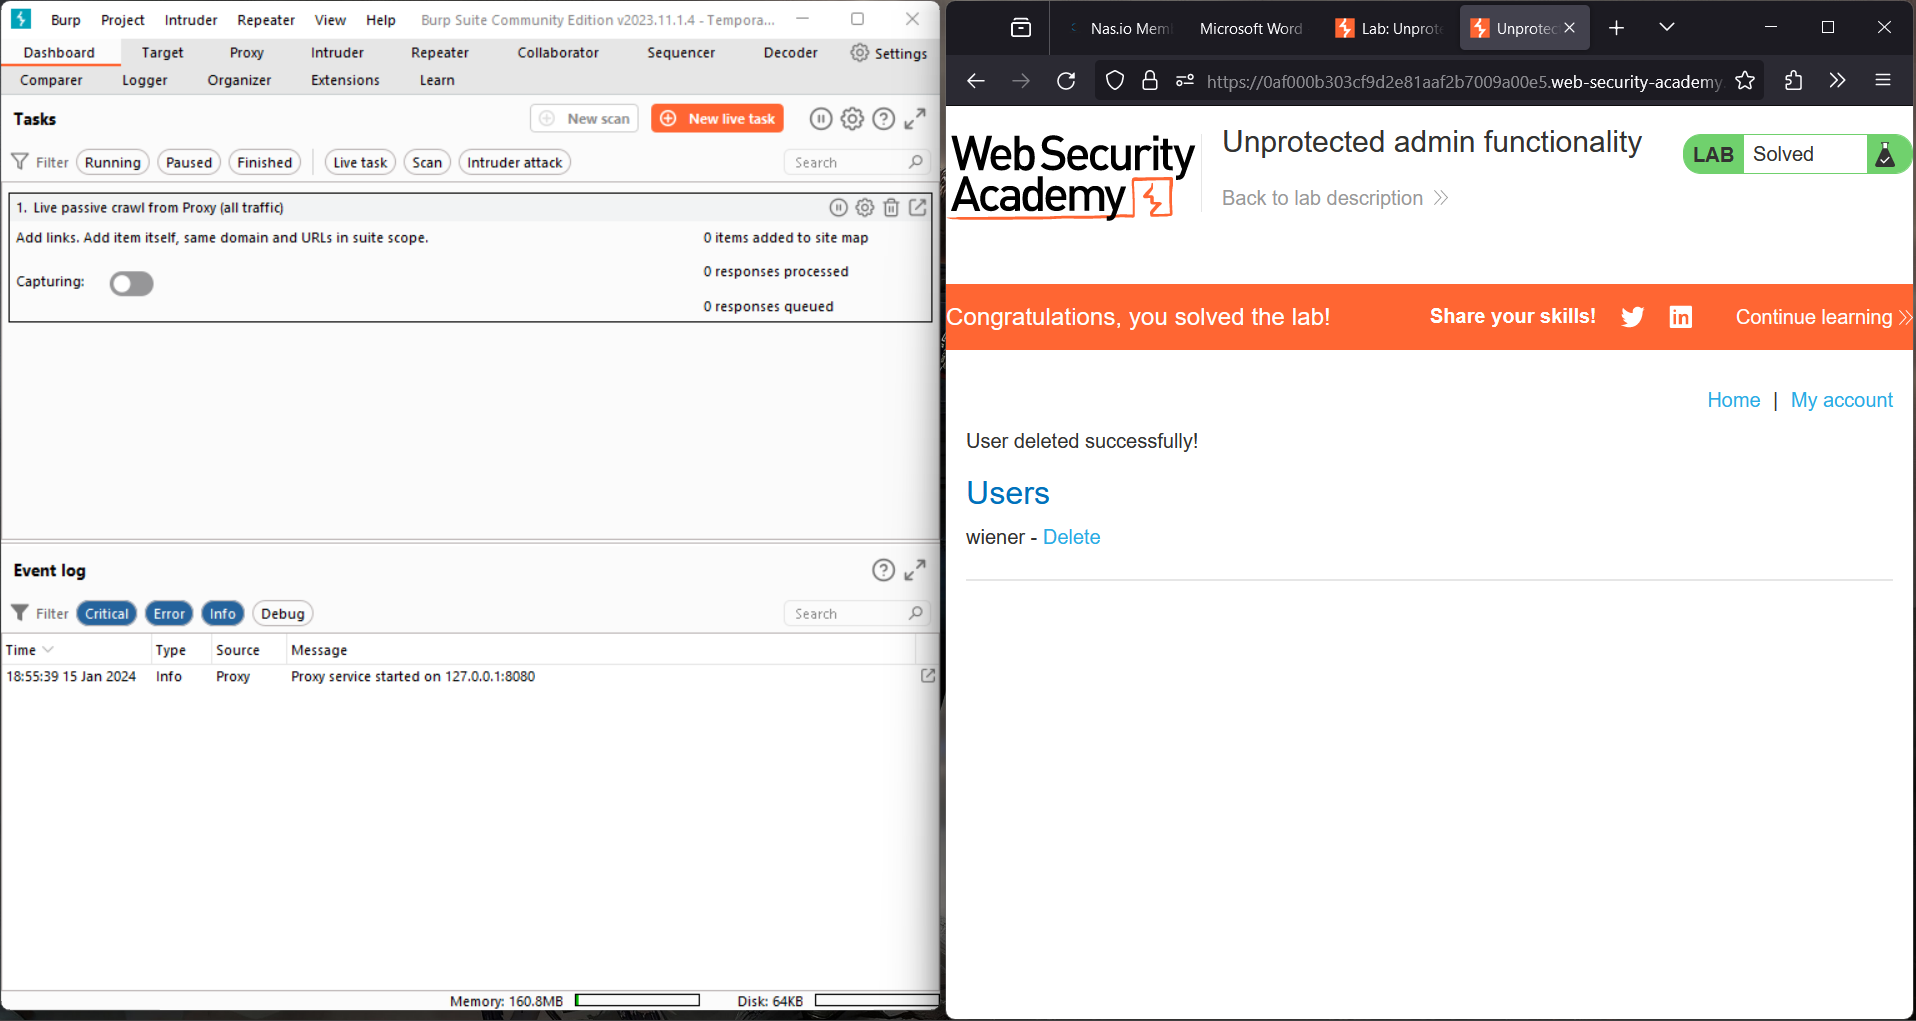 Burp Project Intruder Repeater View Help Burp Suite Community Edition v2023.11.1.4 - Tempora...
Dashboard Target Proxy Intruder Repeater Collaborator Sequencer Decoder Settings
Comparer Logger Organizer Extensions Learn
Tasks New scan New live task
Filter Running Paused Finished Live task Scan Intruder attack Search
1. Live passive crawl from Proxy (all traffic)
Add links. Add item itself, same domain and URLs in suite scope. 0 items added to site map
Capturing: 0 responses processed
0 responses queued
Event log
Filter Critical Error Info Debug Search
Time Type Source Message
18:55:39 15 Jan 2024 Info Proxy Proxy service started on 127.0.0.1:8080
Memory: 160.8MB Disk: 64KB
Nas.io Mem Microsoft Word Lab: Unprot Unprotec
https://0af000b303cf9d2e81aaf2b7009a00e5.web-security-academy.
Web Security
Academy
Unprotected admin functionality
Back to lab description
LAB Solved
Congratulations, you solved the lab! Share your skills! Continue learning
Home | My account
User deleted successfully!
Users
wiener - Delete